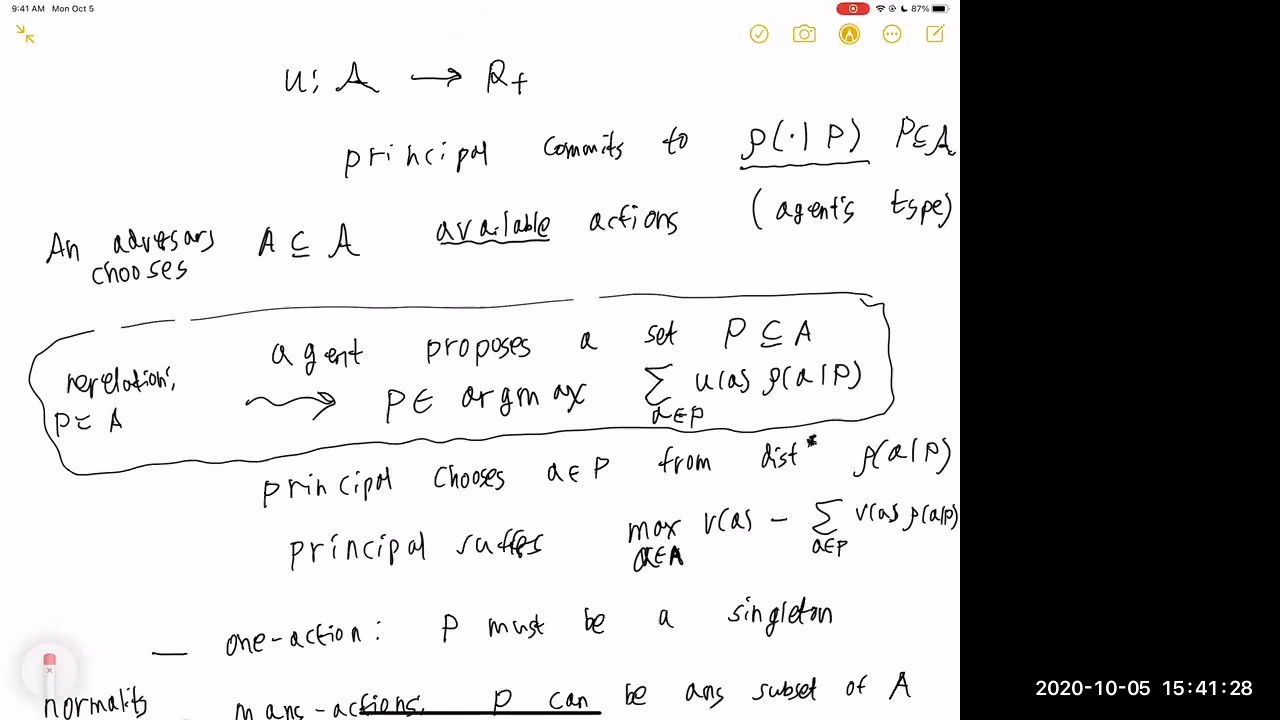 9:41 AM Mon Oct 5
87%
u: A → R+
principal commits to ρ(·|P) P⊆A
(agent's type)
An adversary chooses A ⊆ A available actions
agent proposes a set P ⊆ A
revelation: P = A
P ∈ argmax ∑_{a∈P} u(a) ρ(a|P)
principal chooses a∈P from dist* ρ(a|P)
principal suffers max_{a∈A} v(a) − ∑_{a∈P} v(a) ρ(a|P)
— one-action: P must be a singleton
normality
many-actions: P can be any subset of A
2020-10-05 15:41:28